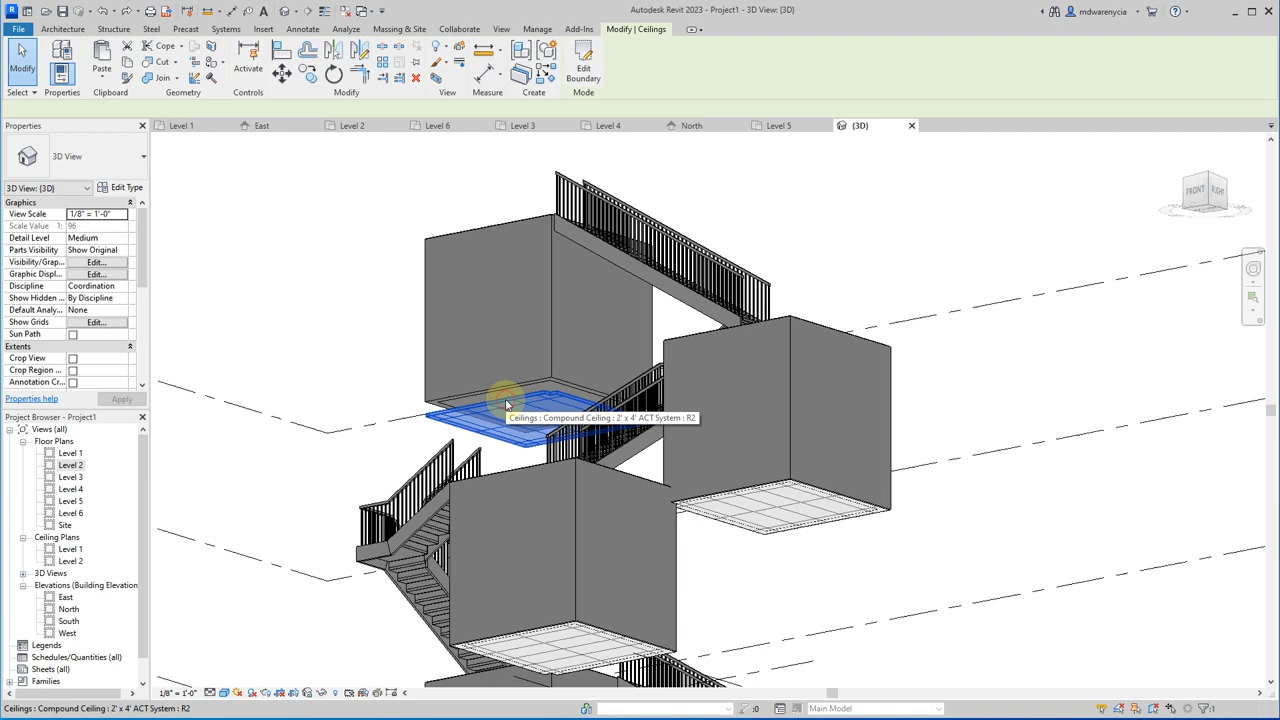 Autodesk Revit 2023 - Project1 - 3D View: {3D}
mdwarenycia
File Architecture Structure Steel Precast Systems Insert Annotate Analyze Massing & Site Collaborate View Manage Add-Ins Modify | Ceilings
Modify
Select
Properties
Paste
Clipboard
Cope
Cut
Join
Geometry
Activate
Controls
Modify
View
Measure
Create
Edit Boundary
Mode
Properties
Level 1 East Level 2 Level 6 Level 3 Level 4 North Level 5 {3D}
3D View
3D View: {3D} Edit Type
Graphics
View Scale 1/8" = 1'-0"
Scale Value 1: 96
Detail Level Medium
Parts Visibility Show Original
Visibility/Grap... Edit...
Graphic Displ... Edit...
Discipline Coordination
Show Hidden ... By Discipline
Default Analy... None
Show Grids Edit...
Sun Path
Extents
Crop View
Crop Region ...
Annotation Cr...
Properties help Apply
Project Browser - Project1
Views (all)
Floor Plans
Level 1
Level 2
Level 3
Level 4
Level 5
Level 6
Site
Ceiling Plans
Level 1
Level 2
3D Views
Elevations (Building Elevation
East
North
South
West
Legends
Schedules/Quantities (all)
Sheets (all)
Families
FRONT RIGHT
Ceilings : Compound Ceiling : 2' x 4' ACT System : R2
1/8" = 1'-0"
Ceilings : Compound Ceiling : 2' x 4' ACT System : R2
:0
Main Model
:1